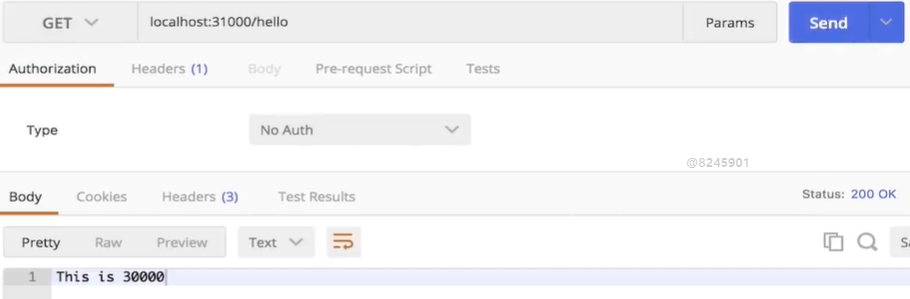 GET localhost:31000/hello Params Send
Authorization Headers (1) Body Pre-request Script Tests
Type No Auth
@8245901
Body Cookies Headers (3) Test Results Status: 200 OK
Pretty Raw Preview Text Sa
1 This is 30000